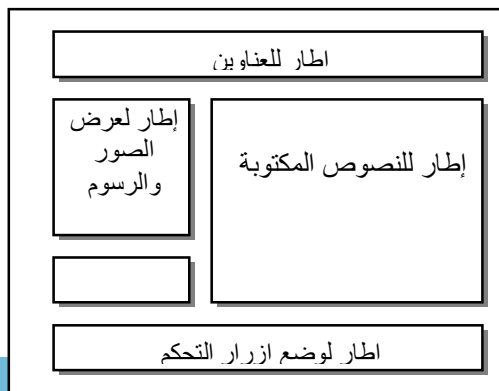 اطار للعناوين
إطار للنصوص المكتوبة
إطار لعرض
الصور
والرسوم
اطار لوضع ازرار التحكم